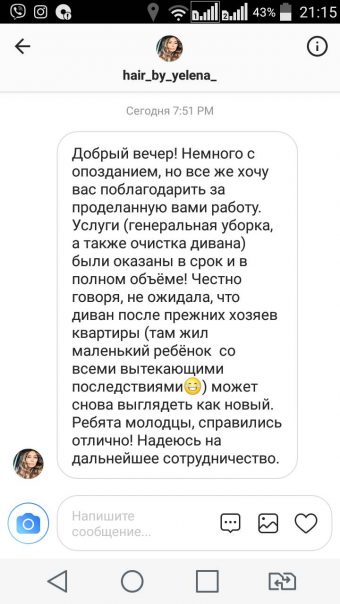 43% 21:15
hair_by_yelena_
Сегодня 7:51 PM
Добрый вечер! Немного с
опозданием, но все же хочу
вас поблагодарить за
проделанную вами работу.
Услуги (генеральная уборка,
а также очистка дивана)
были оказаны в срок и в
полном объёме! Честно
говоря, не ожидала, что
диван после прежних хозяев
квартиры (там жил
маленький ребёнок со
всеми вытекающими
последствиями😁) может
снова выглядеть как новый.
Ребята молодцы, справились
отлично! Надеюсь на
дальнейшее сотрудничество.
Напишите
сообщение...